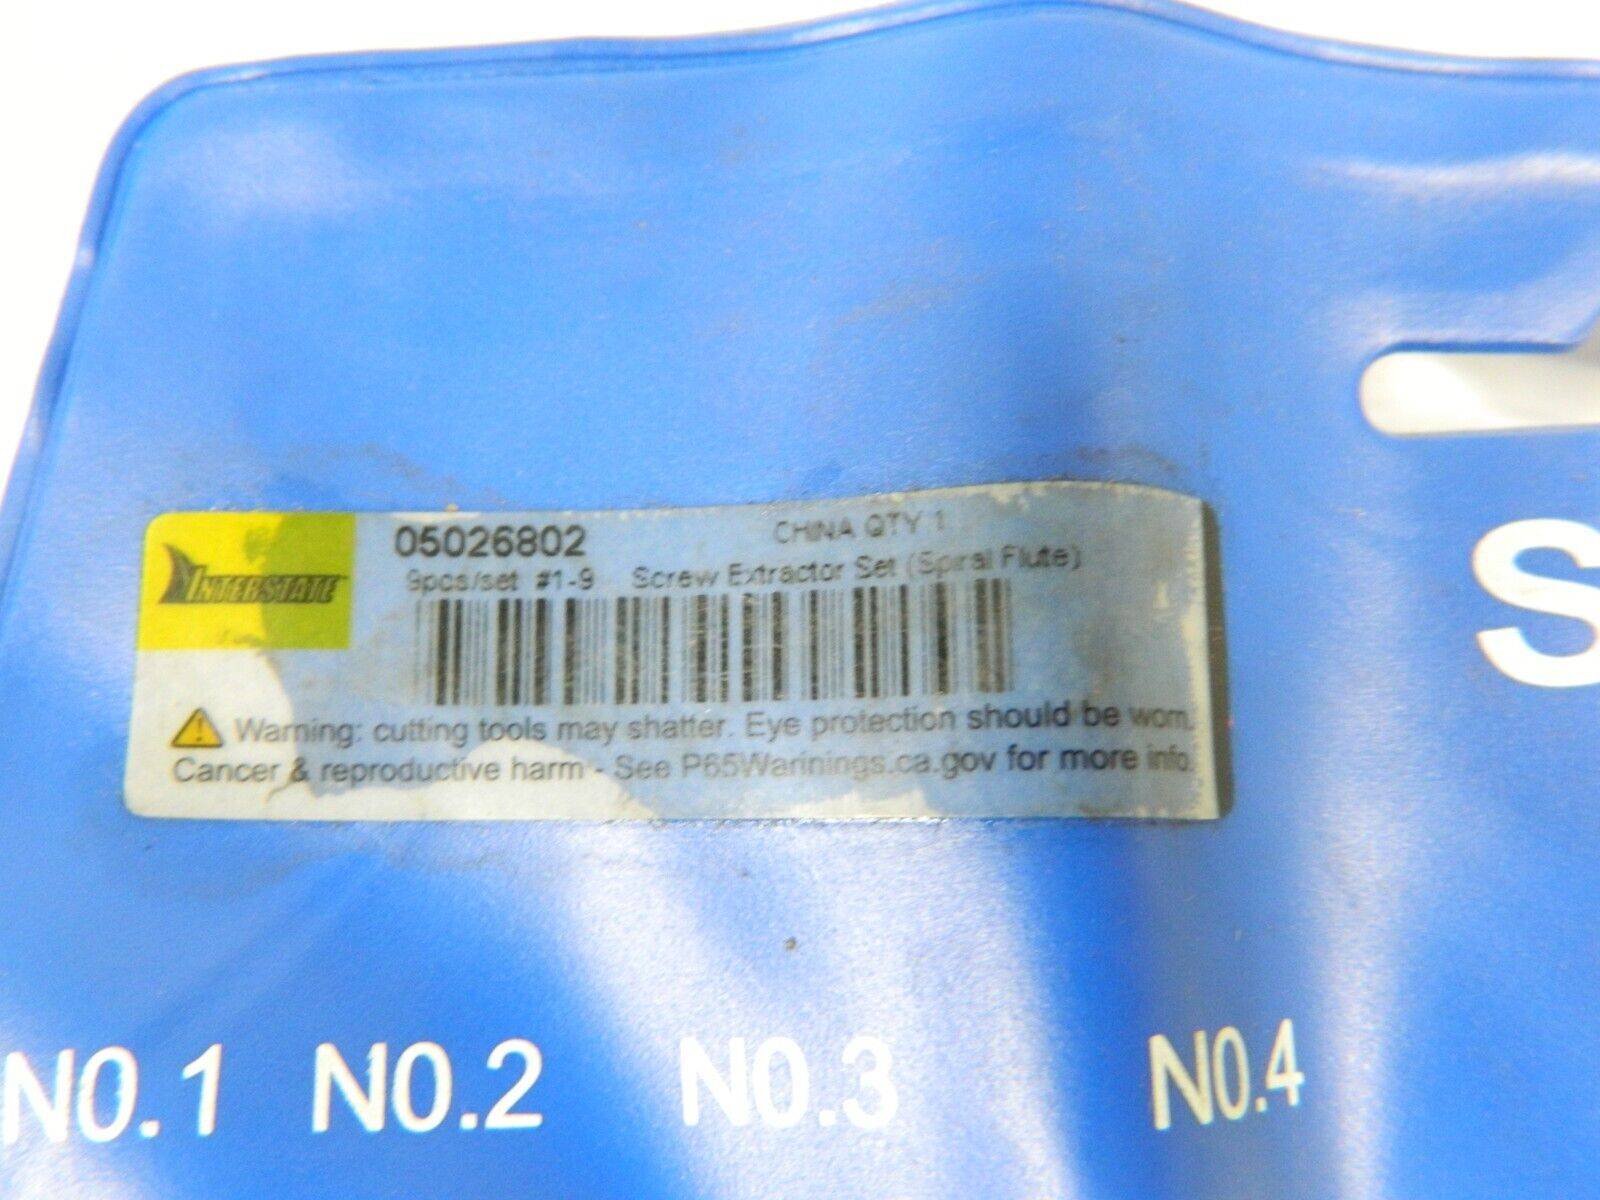 INTERSTATE
05026802 CHINA QTY 1
9pcs/set #1-9 Screw Extractor Set (Spiral Flute)
Warning: cutting tools may shatter. Eye protection should be worn.
Cancer & reproductive harm - See P65Warinings.ca.gov for more info.
S
NO.1 NO.2 NO.3 NO.4